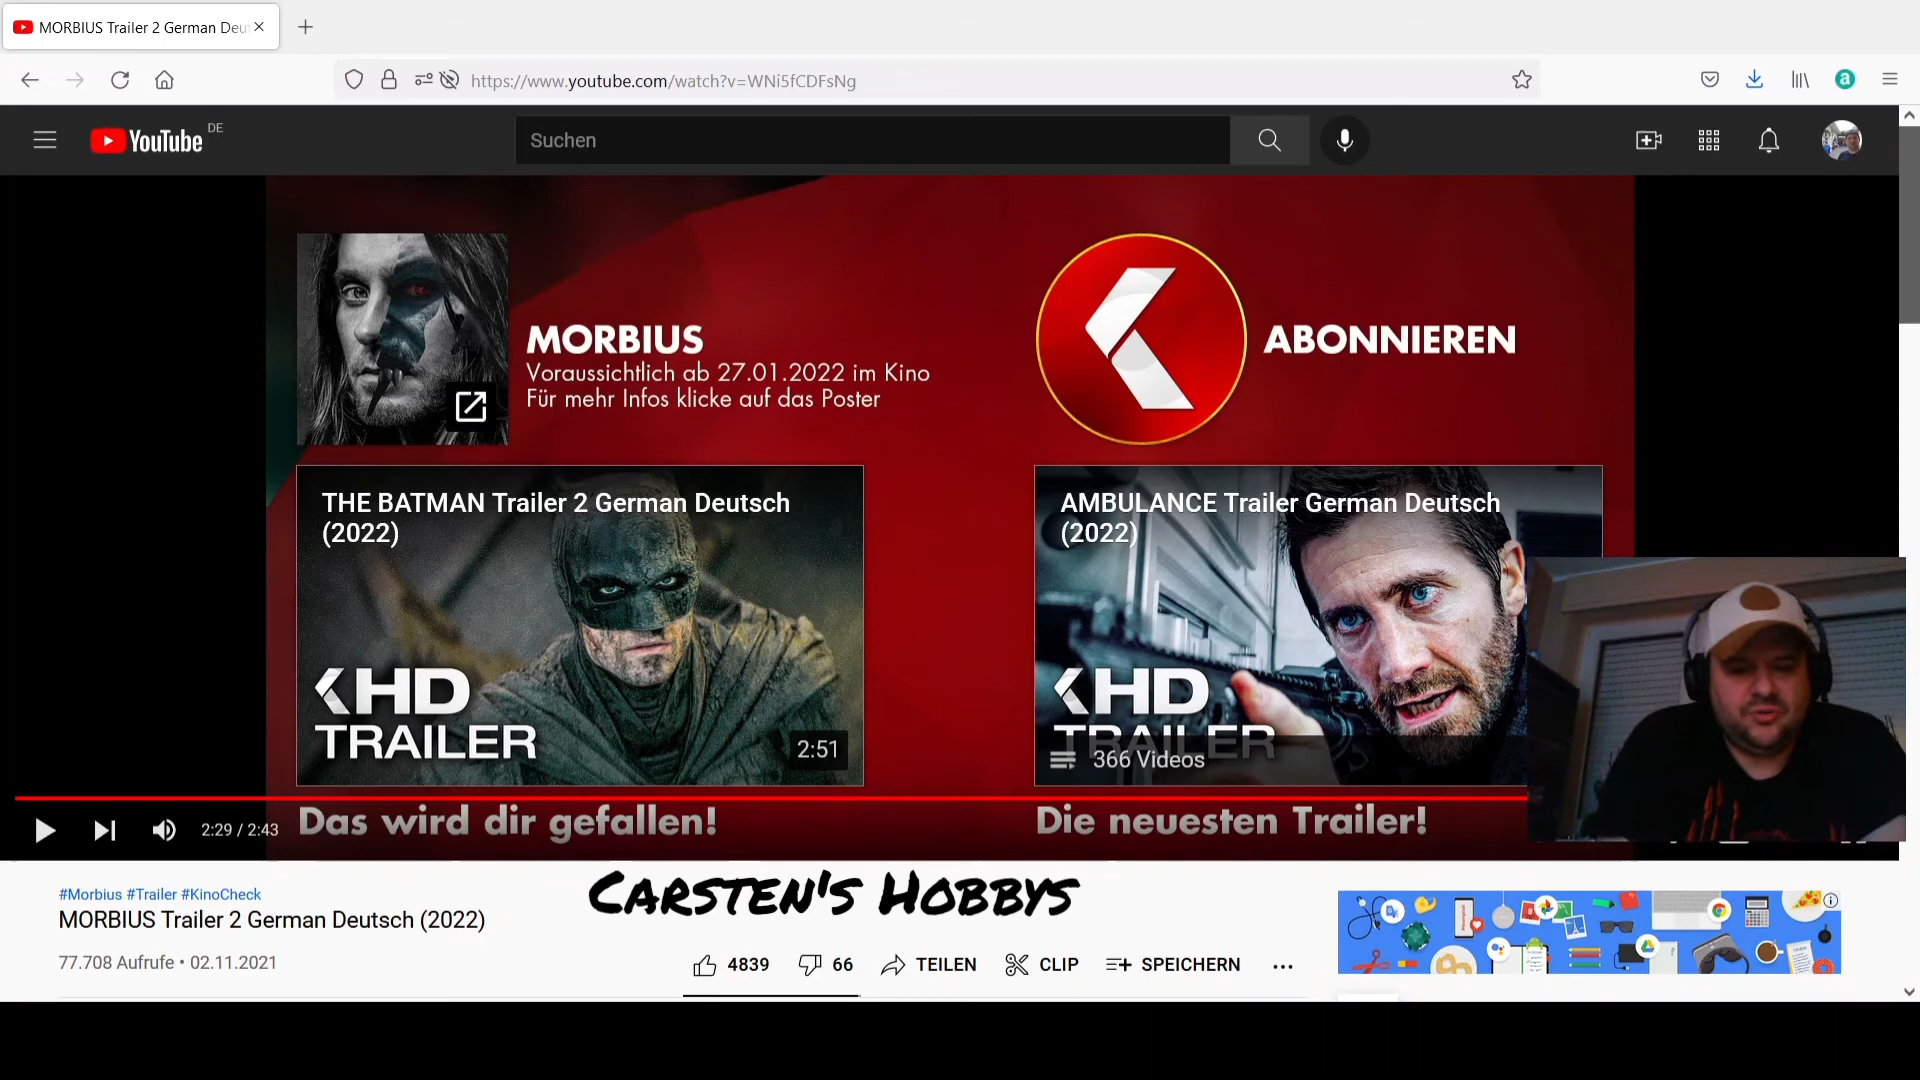 MORBIUS Trailer 2 German Deu
https://www.youtube.com/watch?v=WNi5fCDFsNg
YouTube DE
Suchen
MORBIUS
Voraussichtlich ab 27.01.2022 im Kino
Für mehr Infos klicke auf das Poster
ABONNIEREN
THE BATMAN Trailer 2 German Deutsch
(2022)
HD
TRAILER
2:51
AMBULANCE Trailer German Deutsch
(2022)
HD
TRAILER
366 Videos
Das wird dir gefallen!
Die neuesten Trailer!
2:29 / 2:43
#Morbius #Trailer #KinoCheck
MORBIUS Trailer 2 German Deutsch (2022)
77.708 Aufrufe • 02.11.2021
CARSTEN'S HOBBYS
4839
66
TEILEN
CLIP
SPEICHERN